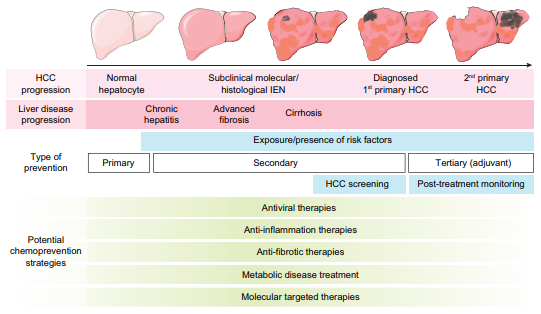 HCC progression
Normal hepatocyte
Subclinical molecular/ histological IEN
Diagnosed 1st primary HCC
2nd primary HCC
Liver disease progression
Chronic hepatitis
Advanced fibrosis
Cirrhosis
Type of prevention
Exposure/presence of risk factors
Primary
Secondary
Tertiary (adjuvant)
HCC screening
Post-treatment monitoring
Potential chemoprevention strategies
Antiviral therapies
Anti-inflammation therapies
Anti-fibrotic therapies
Metabolic disease treatment
Molecular targeted therapies